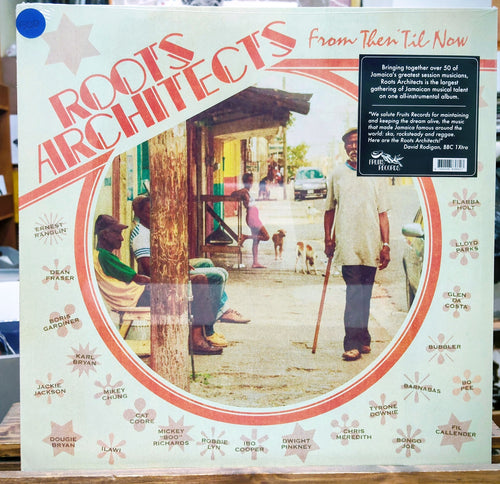 ROOTS
ARCHITECTS
From Then 'Til Now
Bringing together over 50 of
Jamaica's greatest session musicians,
Roots Architects is the largest
gathering of Jamaican musical talent
on one all-instrumental album.
"We salute Fruits Records for maintaining
and keeping the dream alive, the music
that made Jamaica famous around the
world: ska, rocksteady and reggae.
Here are the Roots Architects!"
David Rodigan, BBC 1Xtra
FRUITS
RECORDS
ERNEST
RANGLIN
DEAN
FRASER
BORIS
GARDINER
KARL
BRYAN
JACKIE
JACKSON
MIKEY
CHUNG
CAT
COORE
DOUGIE
BRYAN
ILAWI
MICKEY
"BOO"
RICHARDS
ROBBIE
LYN
IBO
COOPER
DWIGHT
PINKNEY
CHRIS
MEREDITH
TYRONE
DOWNIE
BONGO
JOE
FIL
CALLENDER
BARNABAS
BO
PEE
BUBBLER
GLEN
DA
COSTA
LLOYD
PARKS
FLABBA
HOLT